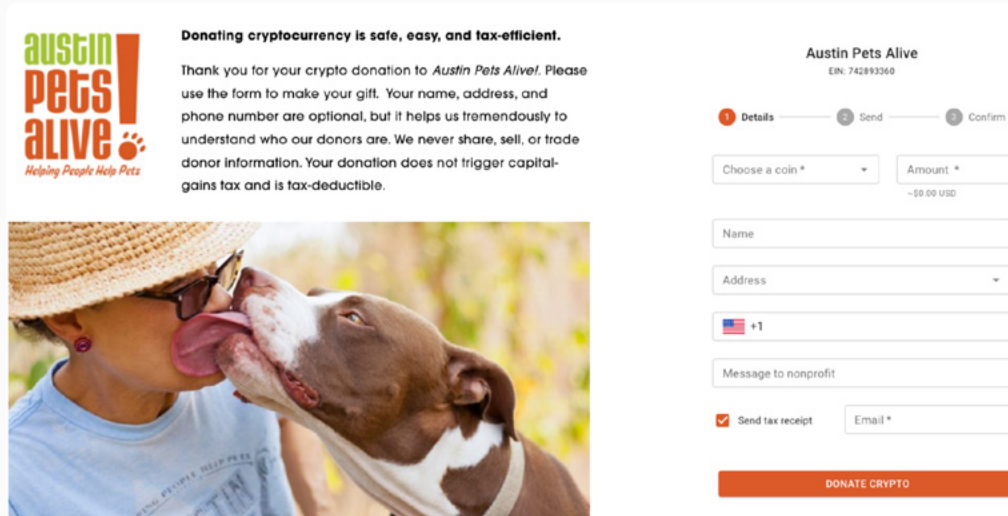 austin
pets
alive
!
Helping People Help Pets
Donating cryptocurrency is safe, easy, and tax-efficient.
Thank you for your crypto donation to Austin Pets Alive!. Please
use the form to make your gift. Your name, address, and
phone number are optional, but it helps us tremendously to
understand who our donors are. We never share, sell, or trade
donor information. Your donation does not trigger capital-
gains tax and is tax-deductible.
PEOPLE HELP PETS
Austin Pets Alive
EIN: 742893360
1 Details 2 Send 3 Confirm
Choose a coin * Amount *
~$0.00 USD
Name
Address
+1
Message to nonprofit
Send tax receipt Email *
DONATE CRYPTO